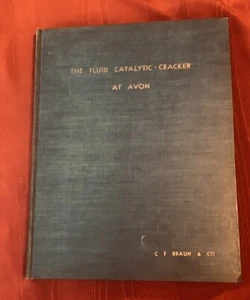 THE FLUID CATALYTIC-CRACKER
AT AVON
C F BRAUN & CO